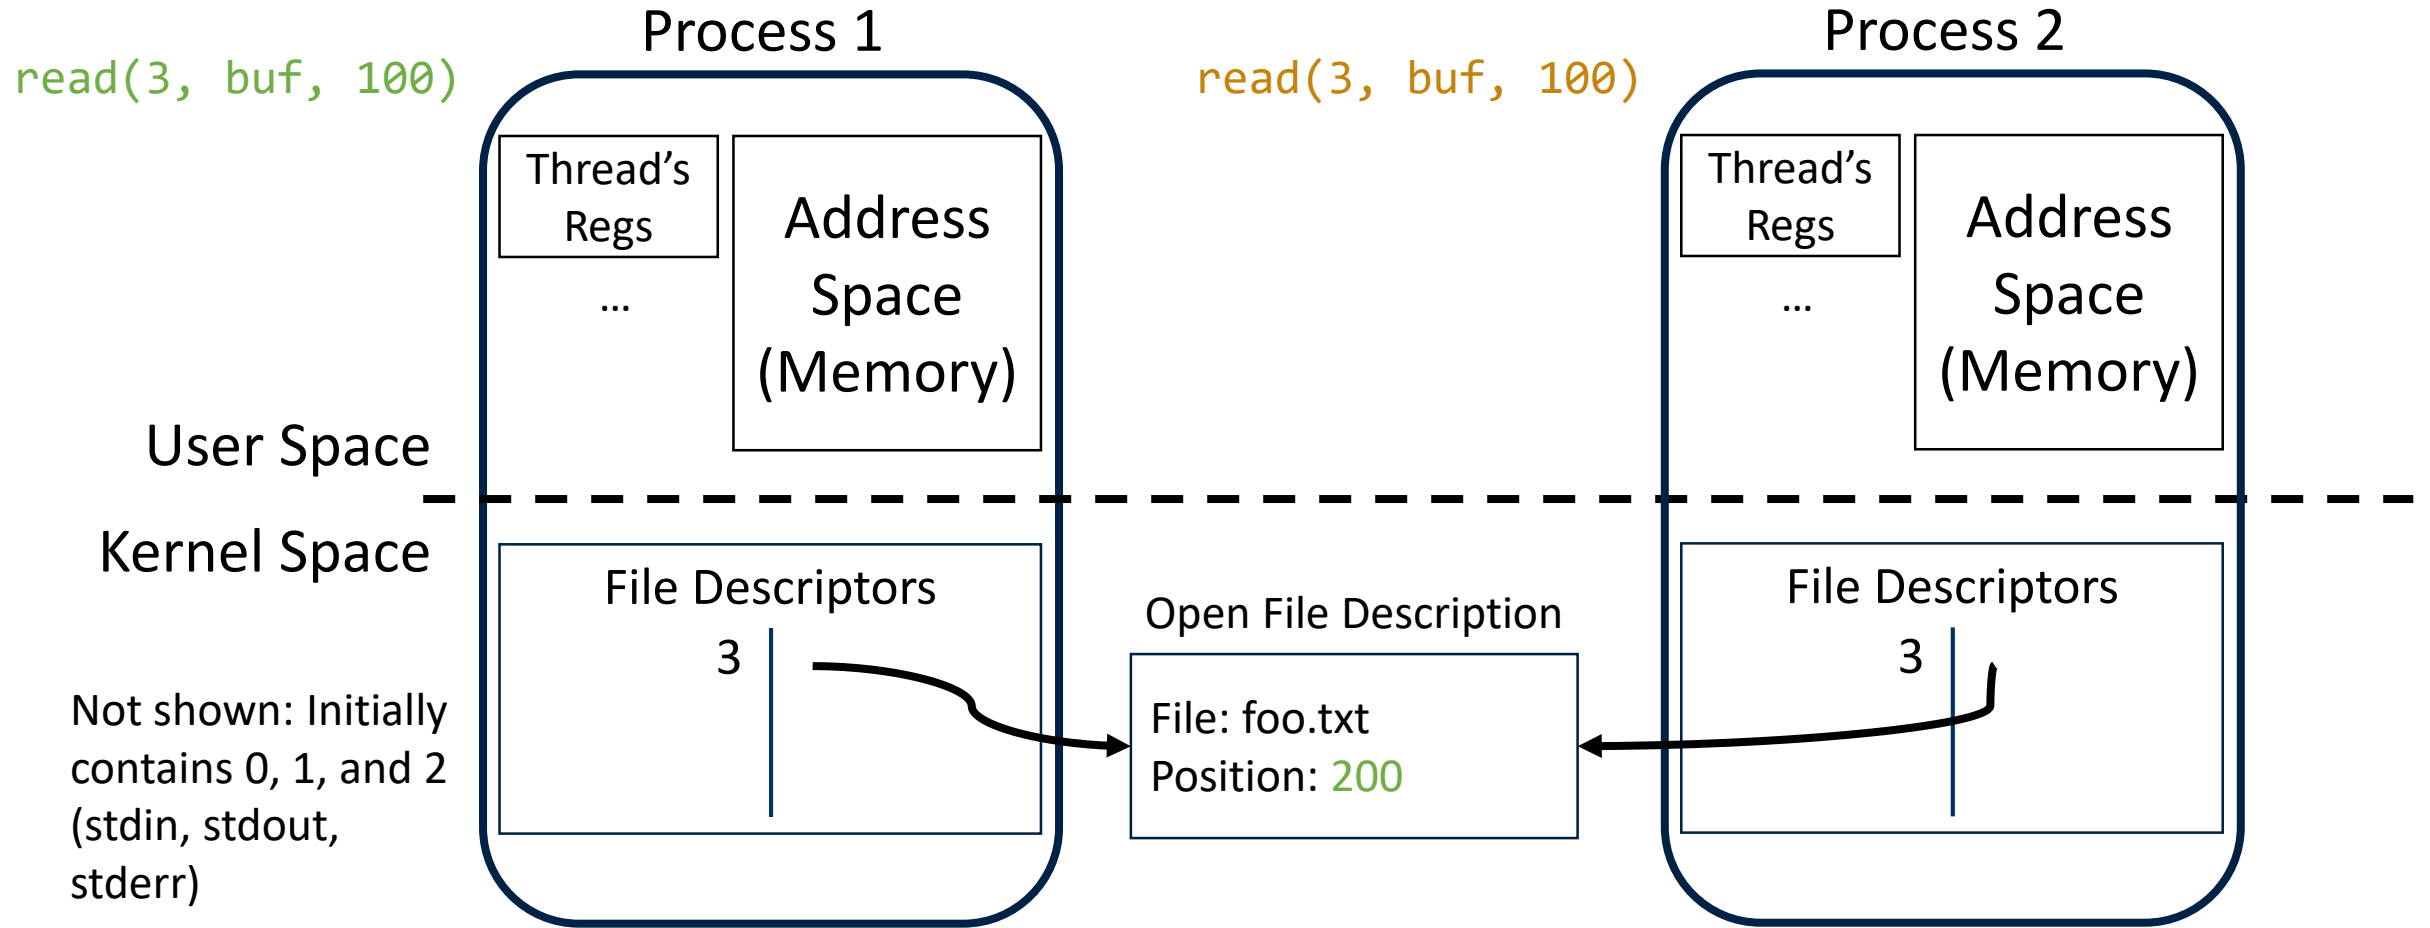 Process 1
Process 2
read(3, buf, 100)
read(3, buf, 100)
Thread’s
Regs
…
Address
Space
(Memory)
Thread’s
Regs
…
Address
Space
(Memory)
User Space
Kernel Space
File Descriptors
3
Open File Description
File: foo.txt
Position: 200
File Descriptors
3
Not shown: Initially
contains 0, 1, and 2
(stdin, stdout,
stderr)